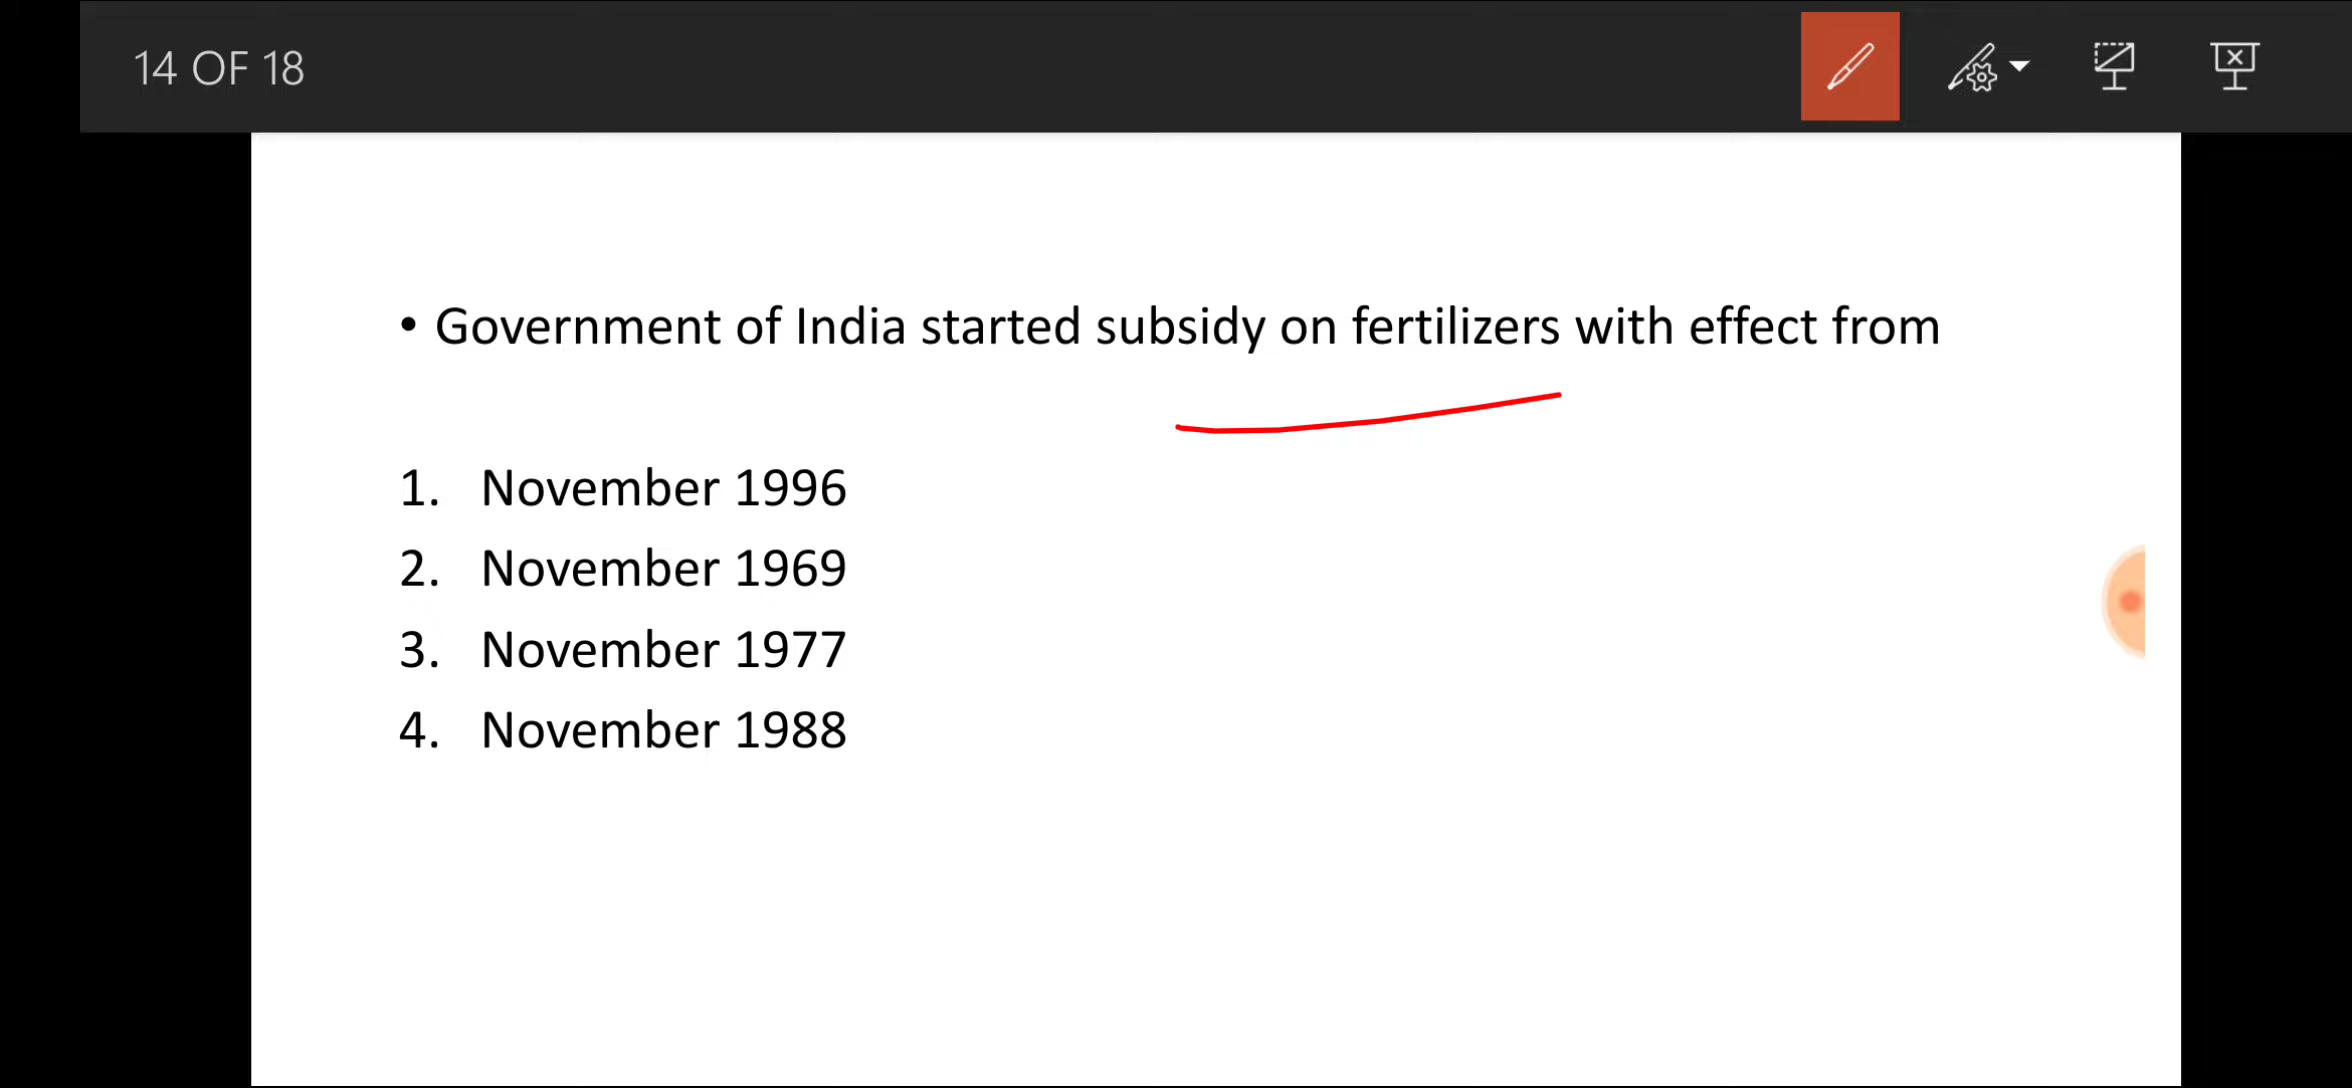 14 OF 18
• Government of India started subsidy on fertilizers with effect from
1. November 1996
2. November 1969
3. November 1977
4. November 1988